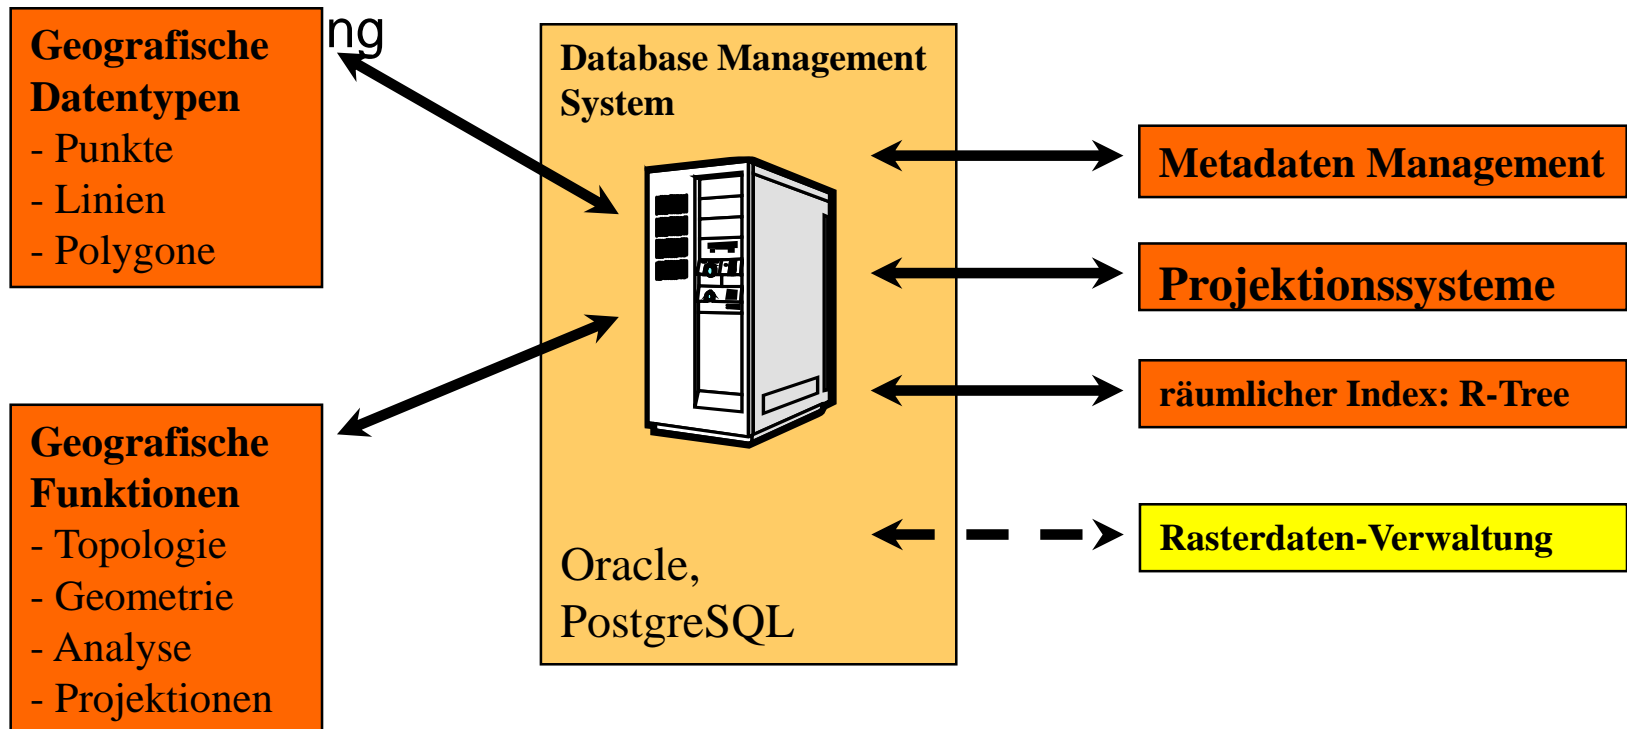 Geografische
Datentypen
- Punkte
- Linien
- Polygone
ng
Geografische
Funktionen
- Topologie
- Geometrie
- Analyse
- Projektionen
Database Management
System
Oracle,
PostgreSQL
Metadaten Management
Projektionssysteme
räumlicher Index: R-Tree
Rasterdaten-Verwaltung